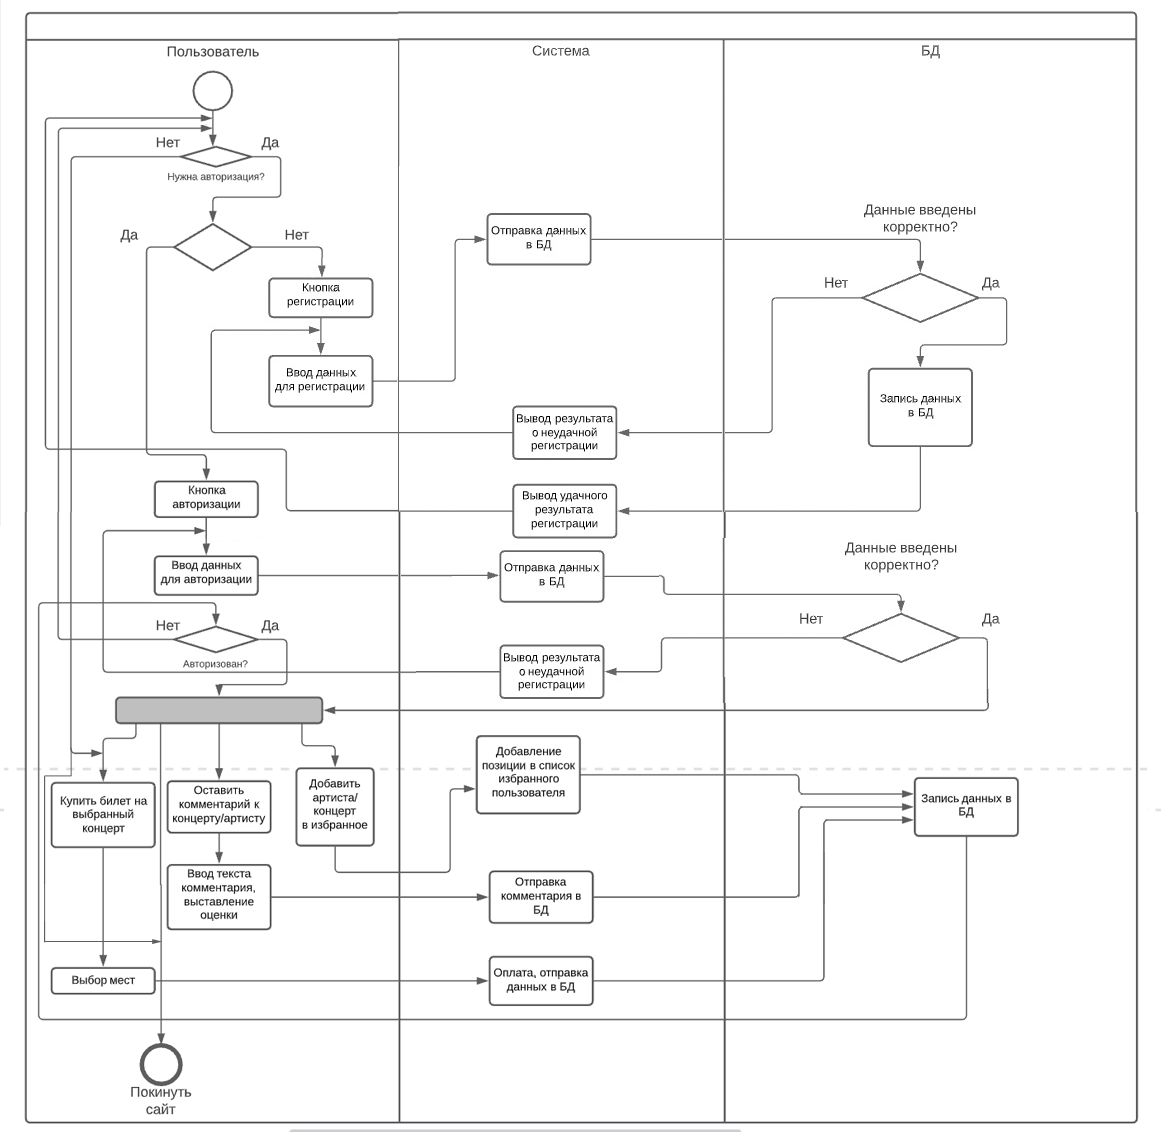 Пользователь
Система
БД
Нет
Да
Нужна авторизация?
Да
Нет
Кнопка
регистрации
Ввод данных
для регистрации
Отправка данных
в БД
Данные введены
корректно?
Нет
Да
Запись данных
в БД
Вывод результата
о неудачной
регистрации
Вывод удачного
результата
регистрации
Кнопка
авторизации
Ввод данных
для авторизации
Отправка данных
в БД
Данные введены
корректно?
Нет
Да
Вывод результата
о неудачной
регистрации
Нет
Да
Авторизован?
Купить билет на
выбранный
концерт
Оставить
комментарий к
концерту/артисту
Добавить
артиста/
концерт
в избранное
Добавление
позиции в список
избранного
пользователя
Запись данных в
БД
Ввод текста
комментария,
выставление
оценки
Отправка
комментария в
БД
Выбор мест
Оплата, отправка
данных в БД
Покинуть
сайт